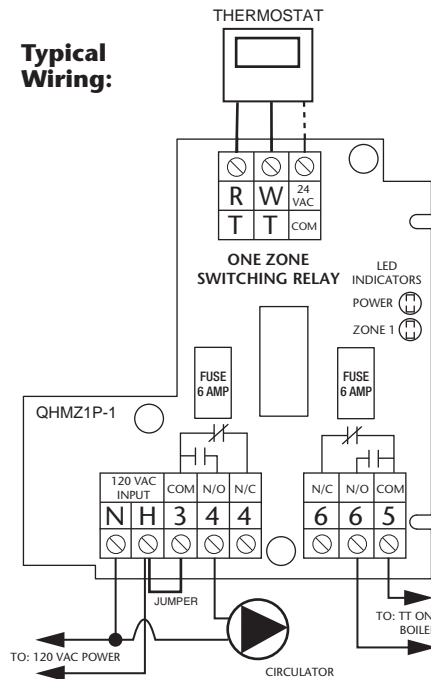 THERMOSTAT
Typical
Wiring:
R W 24 VAC
T T COM
ONE ZONE
SWITCHING RELAY
LED
INDICATORS
POWER
ZONE 1
FUSE
6 AMP
FUSE
6 AMP
QHMZ1P-1
120 VAC
INPUT
COM N/O N/C
N H 3 4 4
N/C N/O COM
6 6 5
JUMPER
TO: TT ON
BOILER
TO: 120 VAC POWER
CIRCULATOR